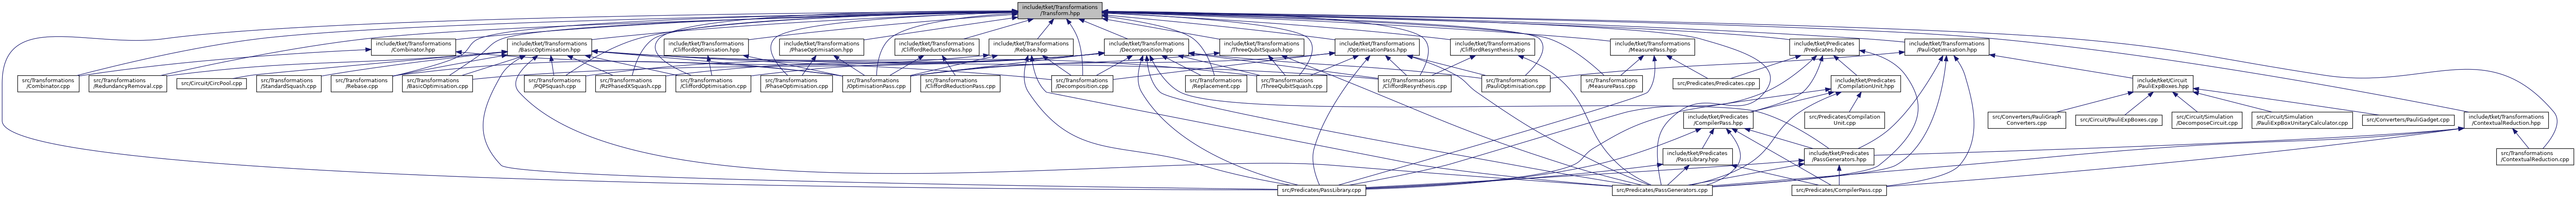 include/tket/Transformations
/Transform.hpp
include/tket/Transformations
/Combinator.hpp
include/tket/Transformations
/BasicOptimisation.hpp
include/tket/Transformations
/CliffordOptimisation.hpp
include/tket/Transformations
/PhaseOptimisation.hpp
include/tket/Transformations
/CliffordReductionPass.hpp
include/tket/Transformations
/Rebase.hpp
include/tket/Transformations
/Decomposition.hpp
include/tket/Transformations
/ThreeQubitSquash.hpp
include/tket/Transformations
/OptimisationPass.hpp
include/tket/Transformations
/CliffordResynthesis.hpp
include/tket/Transformations
/MeasurePass.hpp
include/tket/Predicates
/Predicates.hpp
include/tket/Transformations
/PauliOptimisation.hpp
src/Transformations
/Combinator.cpp
src/Transformations
/RedundancyRemoval.cpp
src/Circuit/CircPool.cpp
src/Transformations
/StandardSquash.cpp
src/Transformations
/Rebase.cpp
src/Transformations
/BasicOptimisation.cpp
src/Transformations
/PQPSquash.cpp
src/Transformations
/RzPhasedXSquash.cpp
src/Transformations
/CliffordOptimisation.cpp
src/Transformations
/PhaseOptimisation.cpp
src/Transformations
/OptimisationPass.cpp
src/Transformations
/CliffordReductionPass.cpp
src/Transformations
/Decomposition.cpp
src/Transformations
/Replacement.cpp
src/Transformations
/ThreeQubitSquash.cpp
src/Transformations
/CliffordResynthesis.cpp
src/Transformations
/PauliOptimisation.cpp
src/Transformations
/MeasurePass.cpp
src/Predicates/Predicates.cpp
include/tket/Predicates
/CompilationUnit.hpp
include/tket/Circuit
/PauliExpBoxes.hpp
include/tket/Predicates
/CompilerPass.hpp
src/Predicates/Compilation
Unit.cpp
src/Converters/PauliGraph
Converters.cpp
src/Circuit/PauliExpBoxes.cpp
src/Circuit/Simulation
/DecomposeCircuit.cpp
src/Circuit/Simulation
/PauliExpBoxUnitaryCalculator.cpp
src/Converters/PauliGadget.cpp
include/tket/Transformations
/ContextualReduction.hpp
include/tket/Predicates
/PassLibrary.hpp
include/tket/Predicates
/PassGenerators.hpp
src/Transformations
/ContextualReduction.cpp
src/Predicates/PassLibrary.cpp
src/Predicates/PassGenerators.cpp
src/Predicates/CompilerPass.cpp